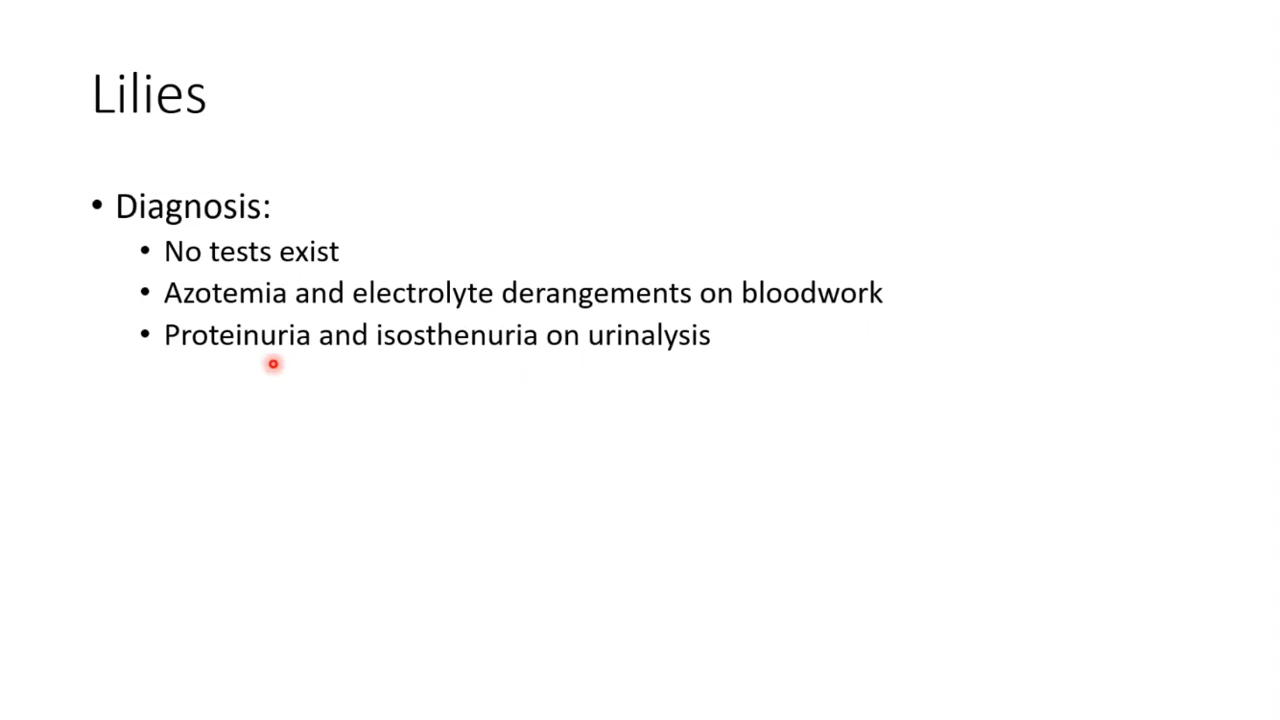 Lilies
• Diagnosis:
• No tests exist
• Azotemia and electrolyte derangements on bloodwork
• Proteinuria and isosthenuria on urinalysis